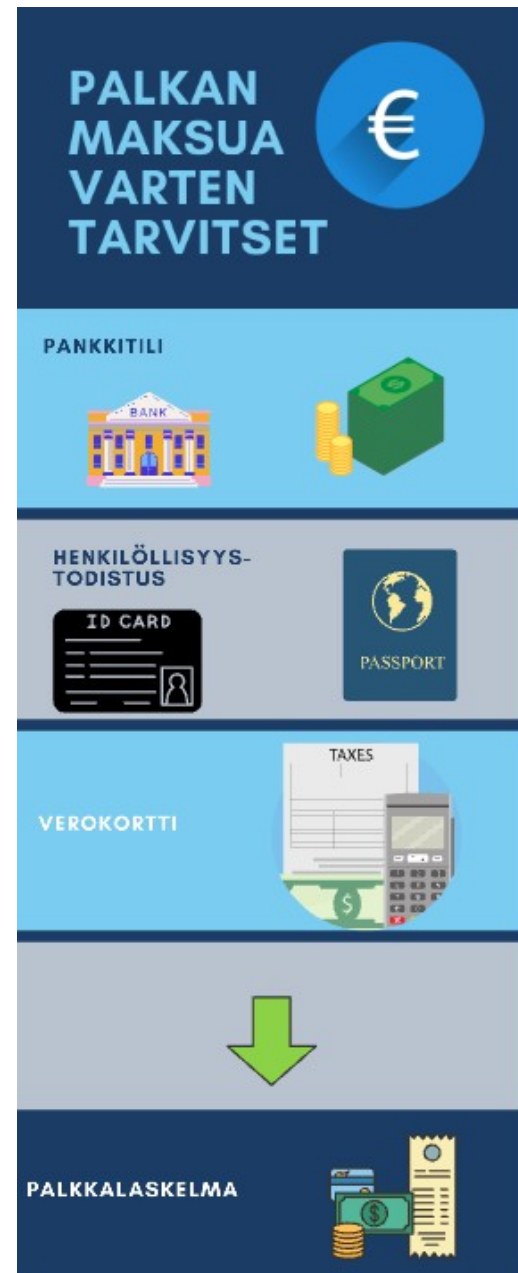 PALKAN
MAKSUA
VARTEN
TARVITSET
€
PANKKITILI
BANK
$
HENKILÖLLISYYS-
TODISTUS
ID CARD
PASSPORT
TAXES
VEROKORTTI
$
PALKKALASKELMA
$